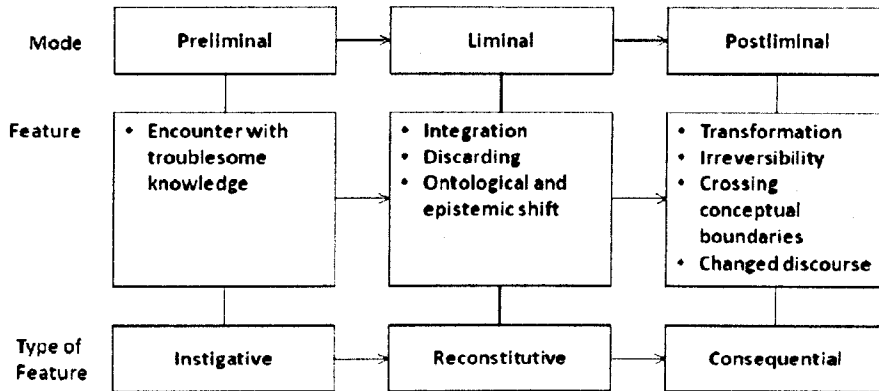 Mode
Preliminal
Liminal
Postliminal
Feature
• Encounter with
troublesome
knowledge
• Integration
• Discarding
• Ontological and
epistemic shift
• Transformation
• Irreversibility
• Crossing
conceptual
boundaries
• Changed discourse
Type of
Feature
Instigative
Reconstitutive
Consequential